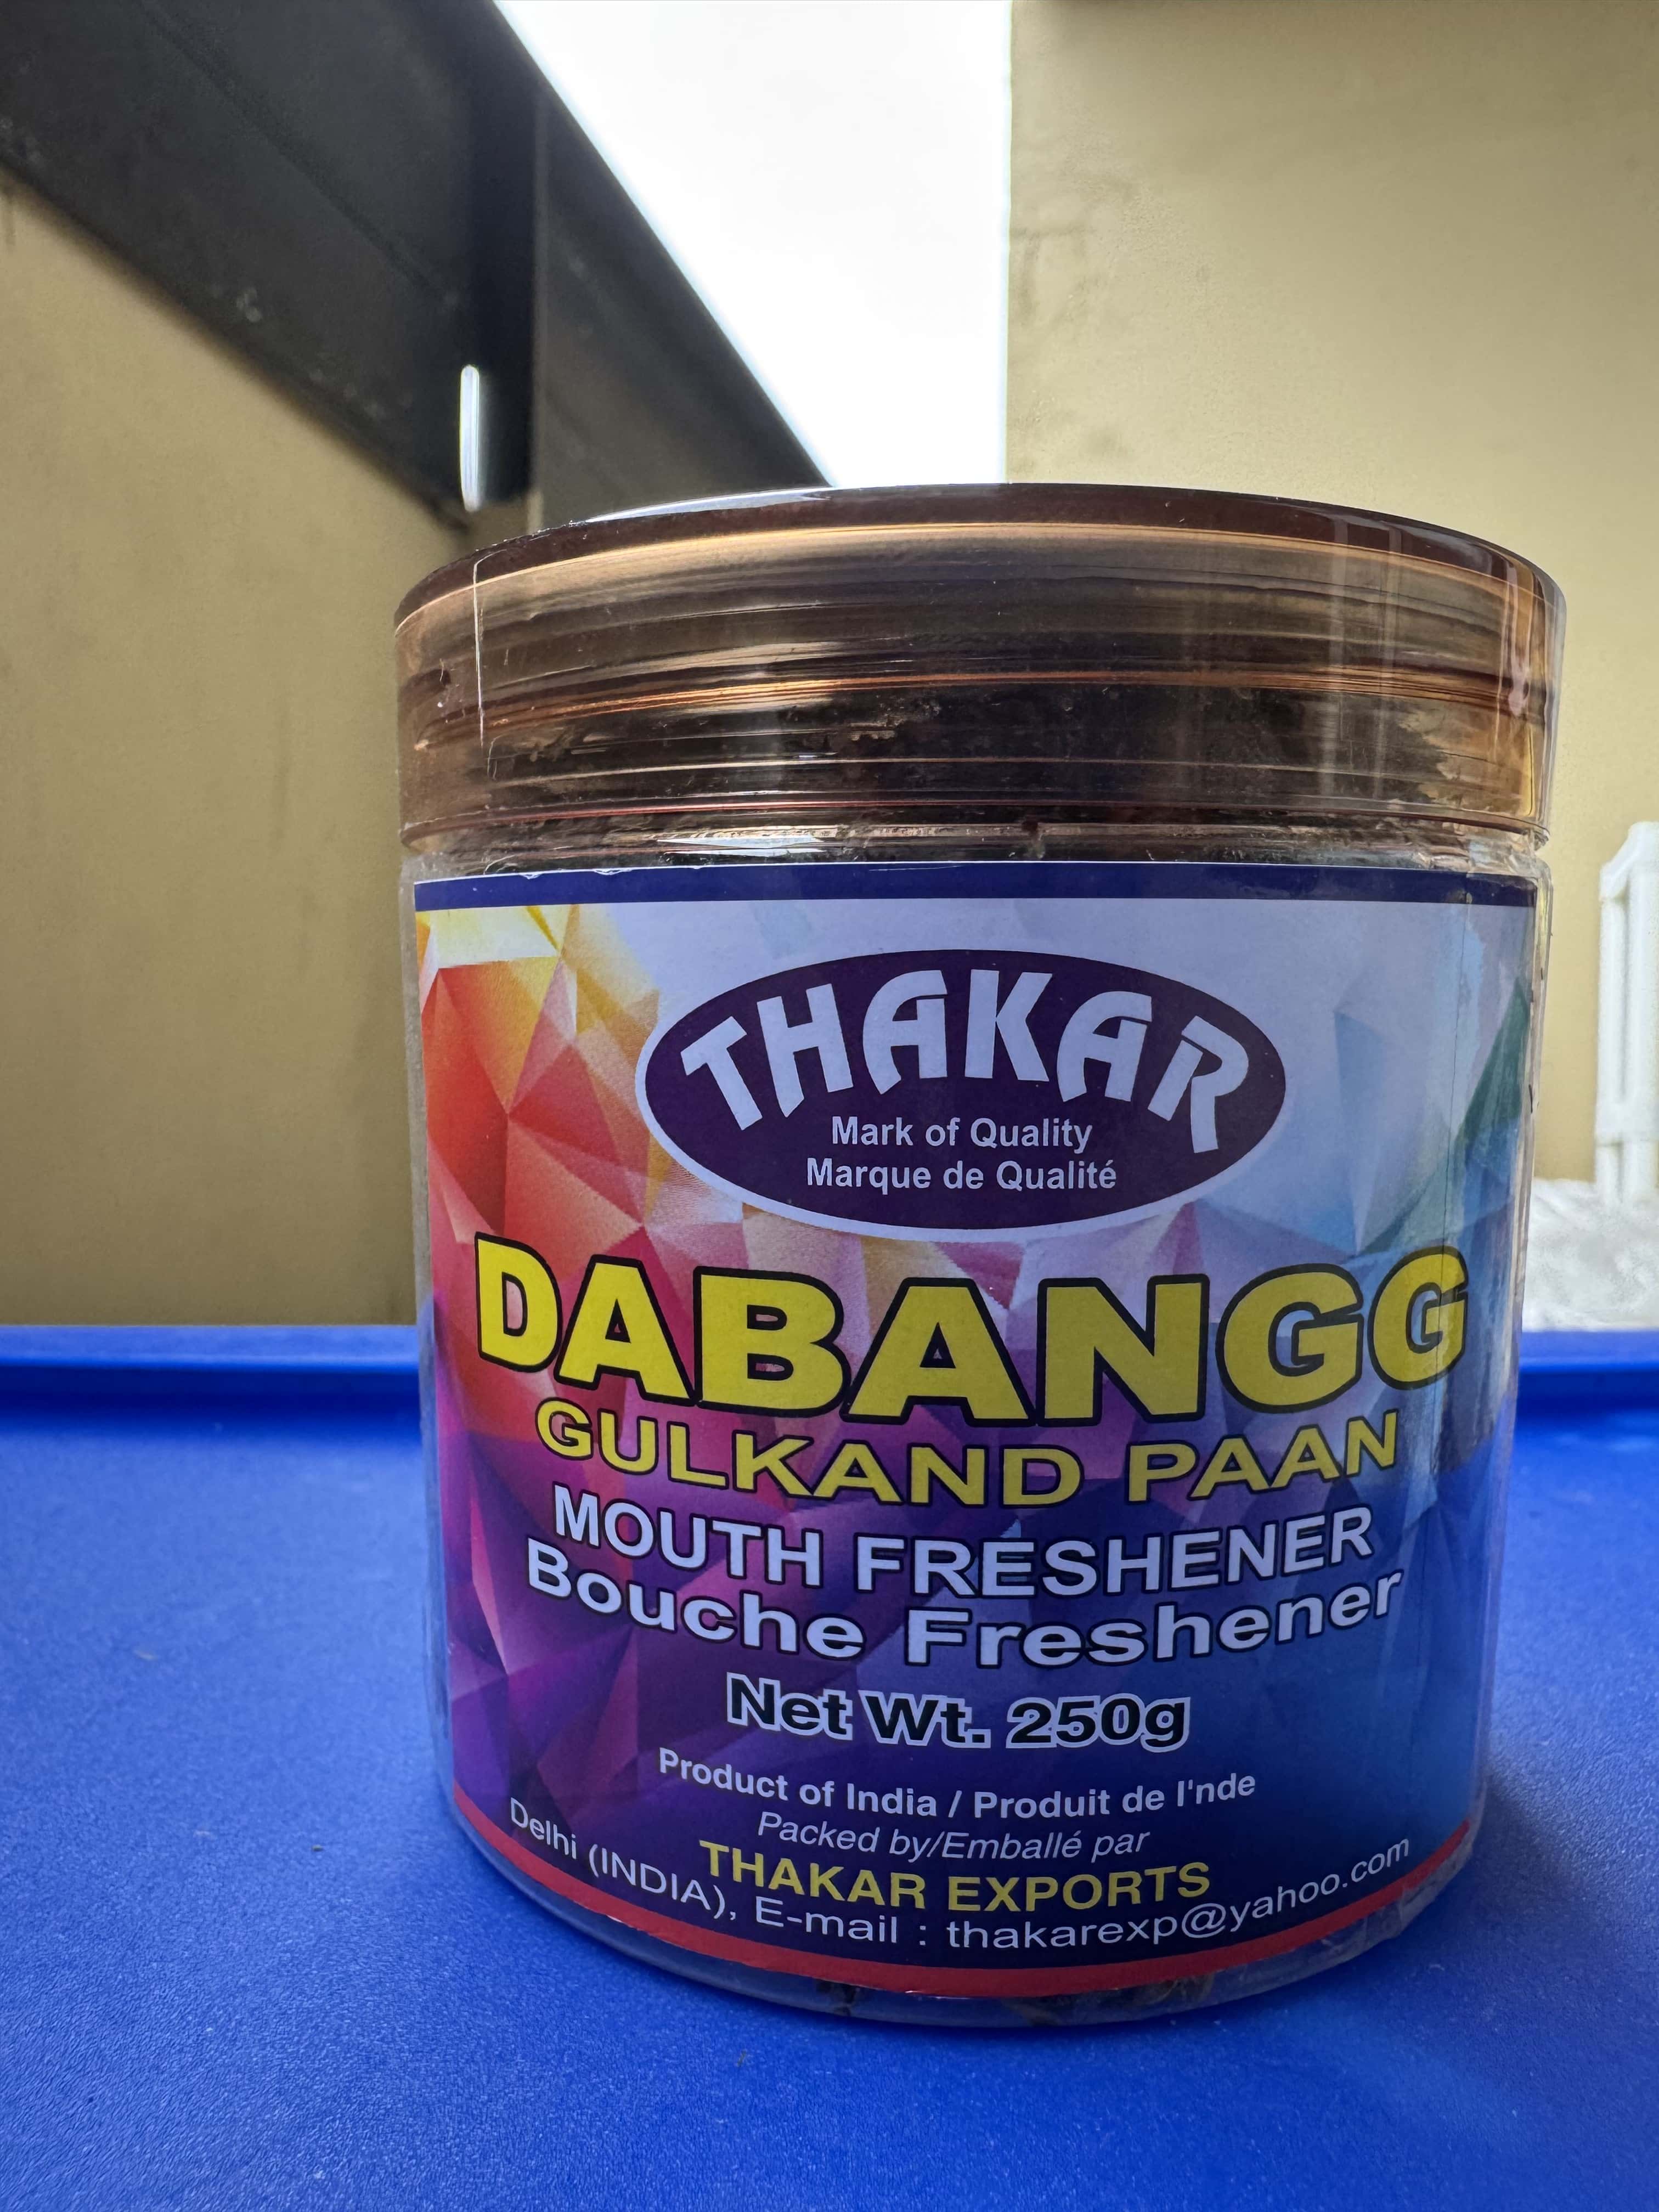 THAKAR
Mark of Quality
Marque de Qualité
DABANGG
GULKAND PAAN
MOUTH FRESHENER
Bouche Freshener
Net Wt. 250g
Product of India / Produit de I'nde
Packed by/Emballé par
THAKAR EXPORTS
Delhi (INDIA), E-mail : thakarexp@yahoo.com